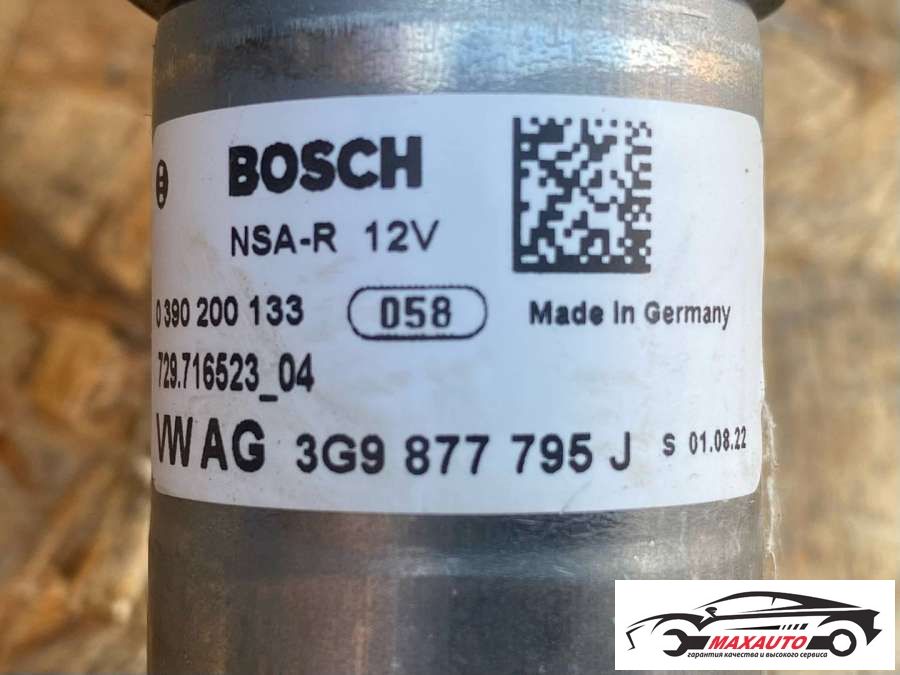 BOSCH
NSA-R 12V
0 390 200 133 058 Made in Germany
729.716523_04
VW AG 3G9 877 795 J S 01.08.22
MAXAUTO
гарантия качества и высокого сервиса